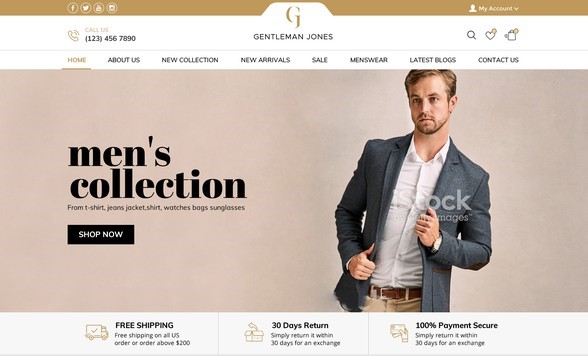 My Account
G
GENTLEMAN JONES
CALL US
(123) 456 7890
HOME ABOUT US NEW COLLECTION NEW ARRIVALS SALE MENSWEAR LATEST BLOGS CONTACT US
men's
collection
From t-shirt, jeans jacket,shirt, watches bags sunglasses
SHOP NOW
iStock
FREE SHIPPING
Free shipping on all US
order or order above $200
30 Days Return
Simply return it within
30 days for an exchange
100% Payment Secure
Simply return it within
30 days for an exchange